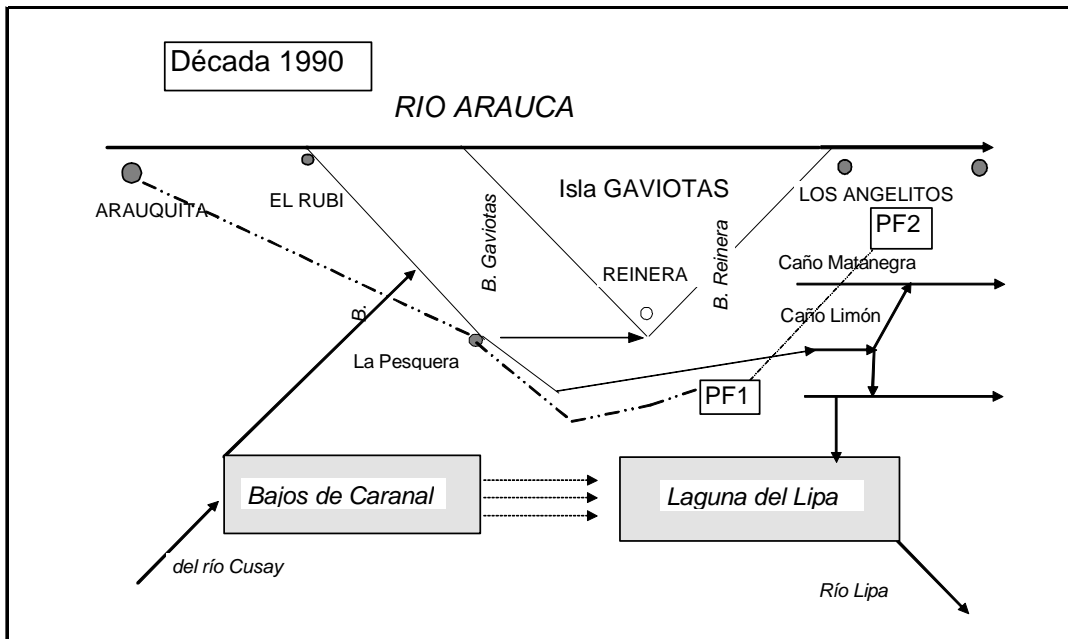 Década 1990
RIO ARAUCA
EL RUBI
ARAUQUITA
B. Gaviotas
Isla GAVIOTAS
LOS ANGELITOS
PF2
REINERA
B. Reinera
Caño Matanegra
Caño Limón
B.
La Pesquera
PF1
Bajos de Caranal
Laguna del Lipa
del río Cusay
Río Lipa